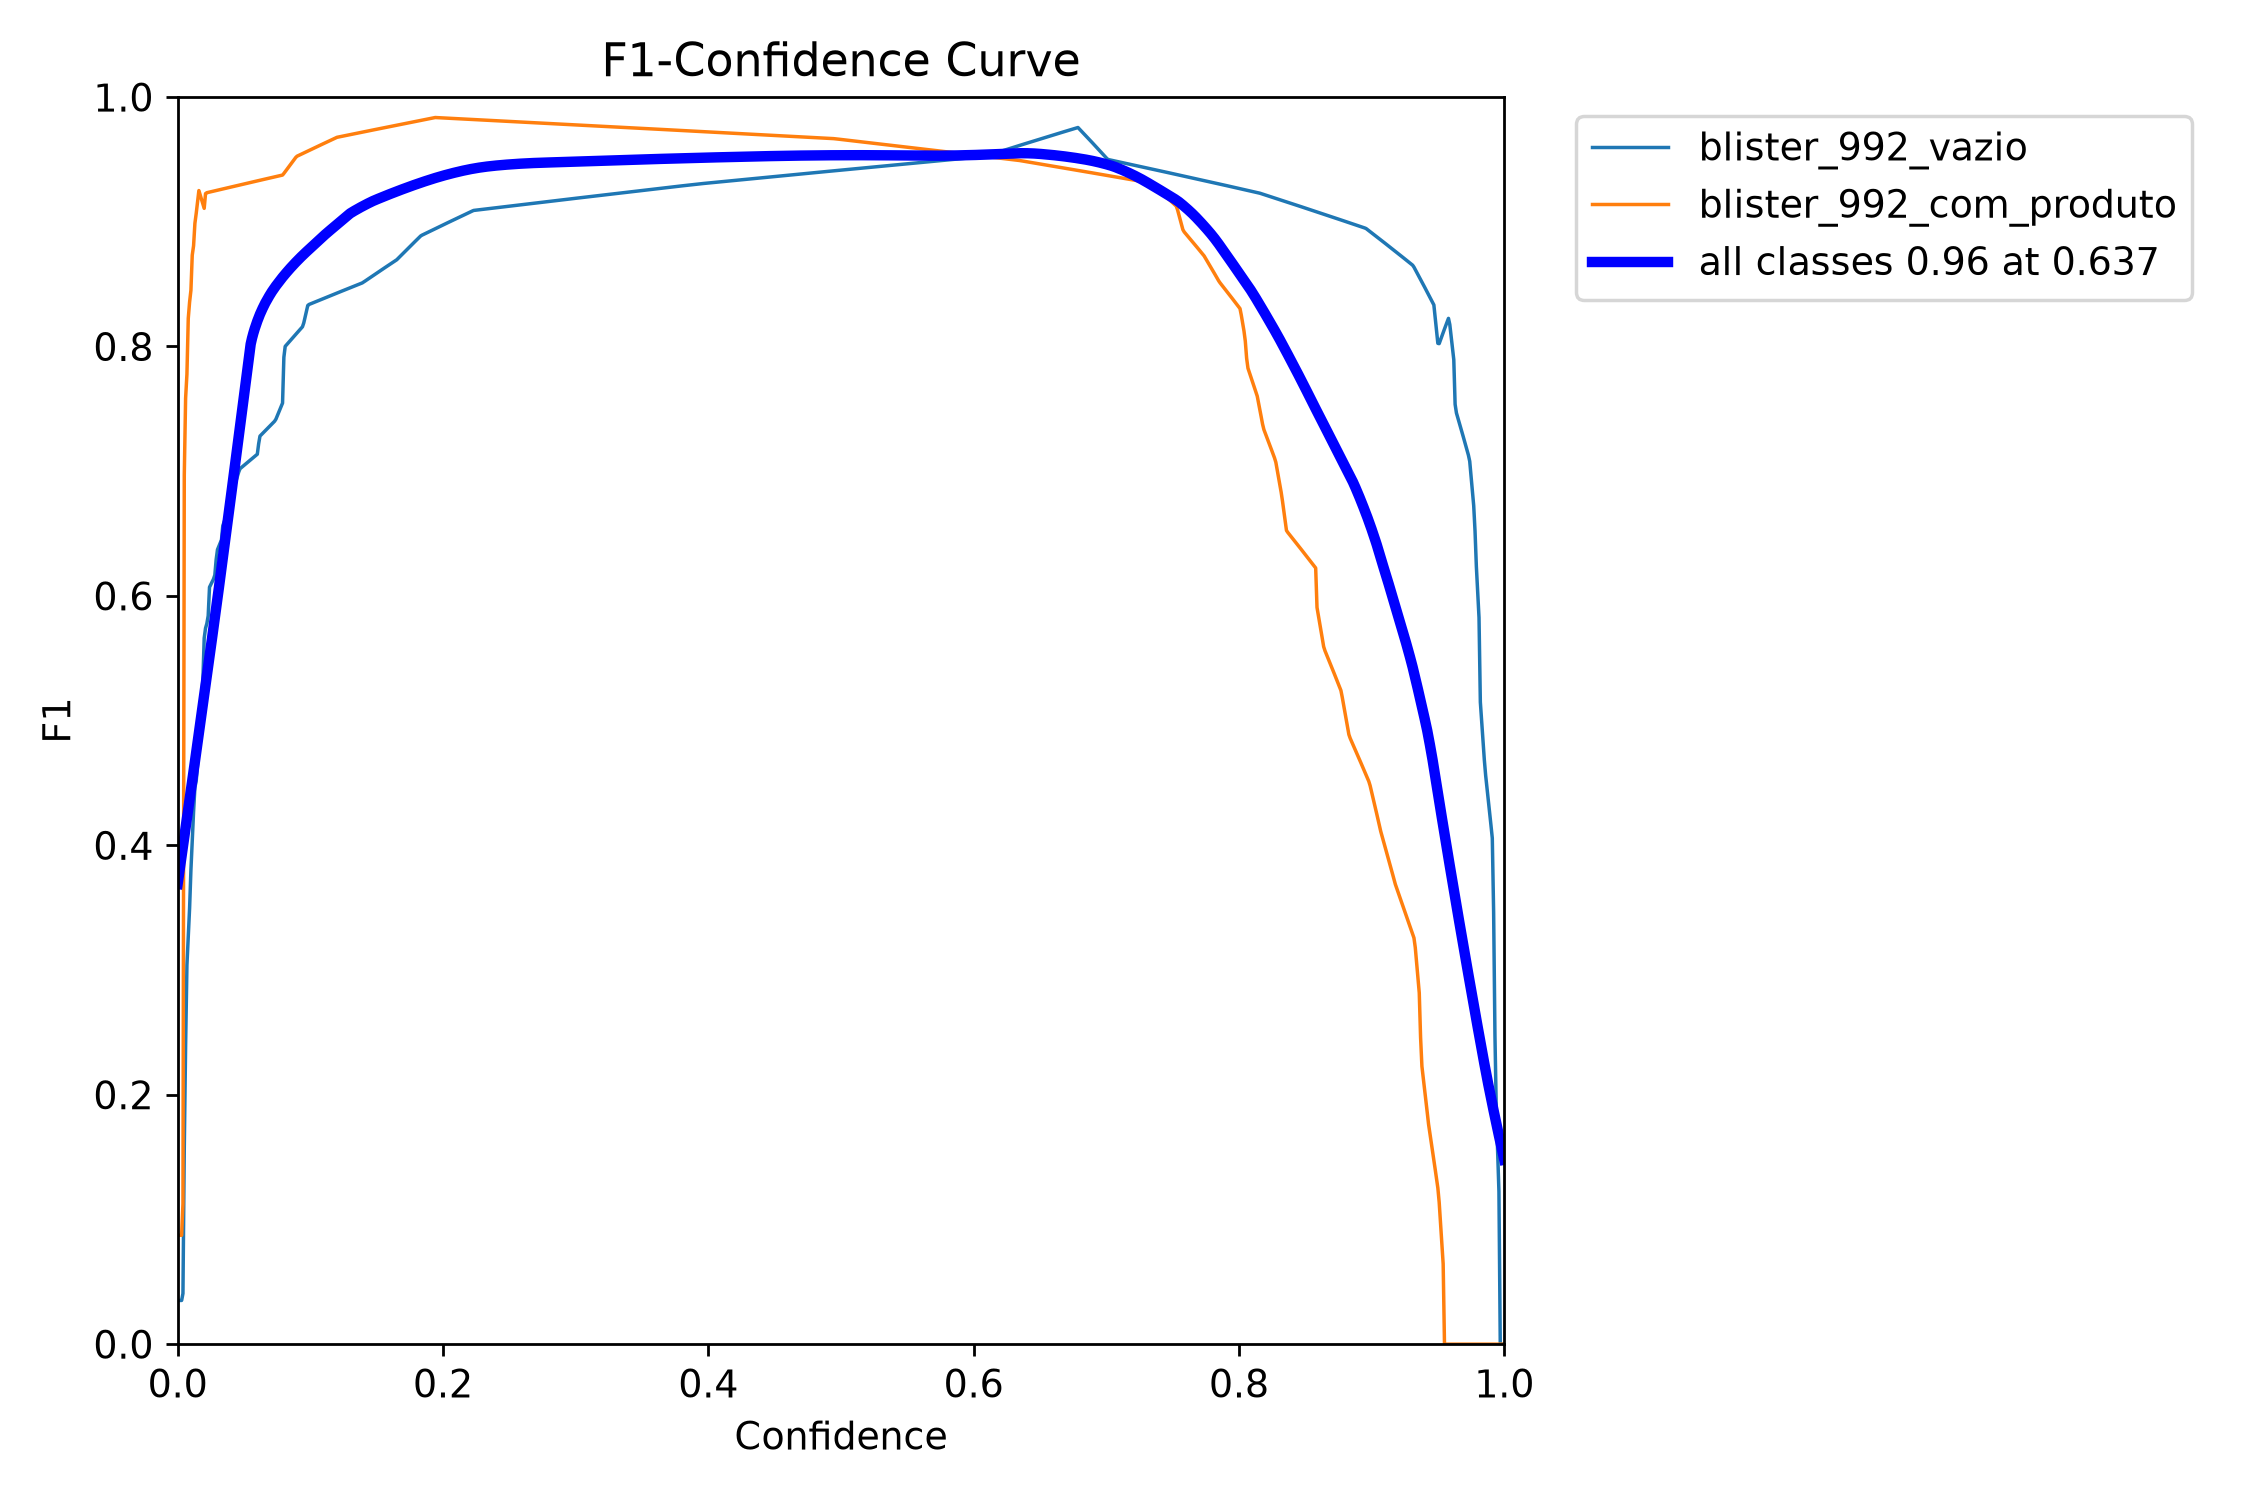 F1-Confidence Curve
1.0
0.8
0.6
0.4
0.2
0.0
F1
0.0 0.2 0.4 0.6 0.8 1.0
Confidence
blister_992_vazio
blister_992_com_produto
all classes 0.96 at 0.637